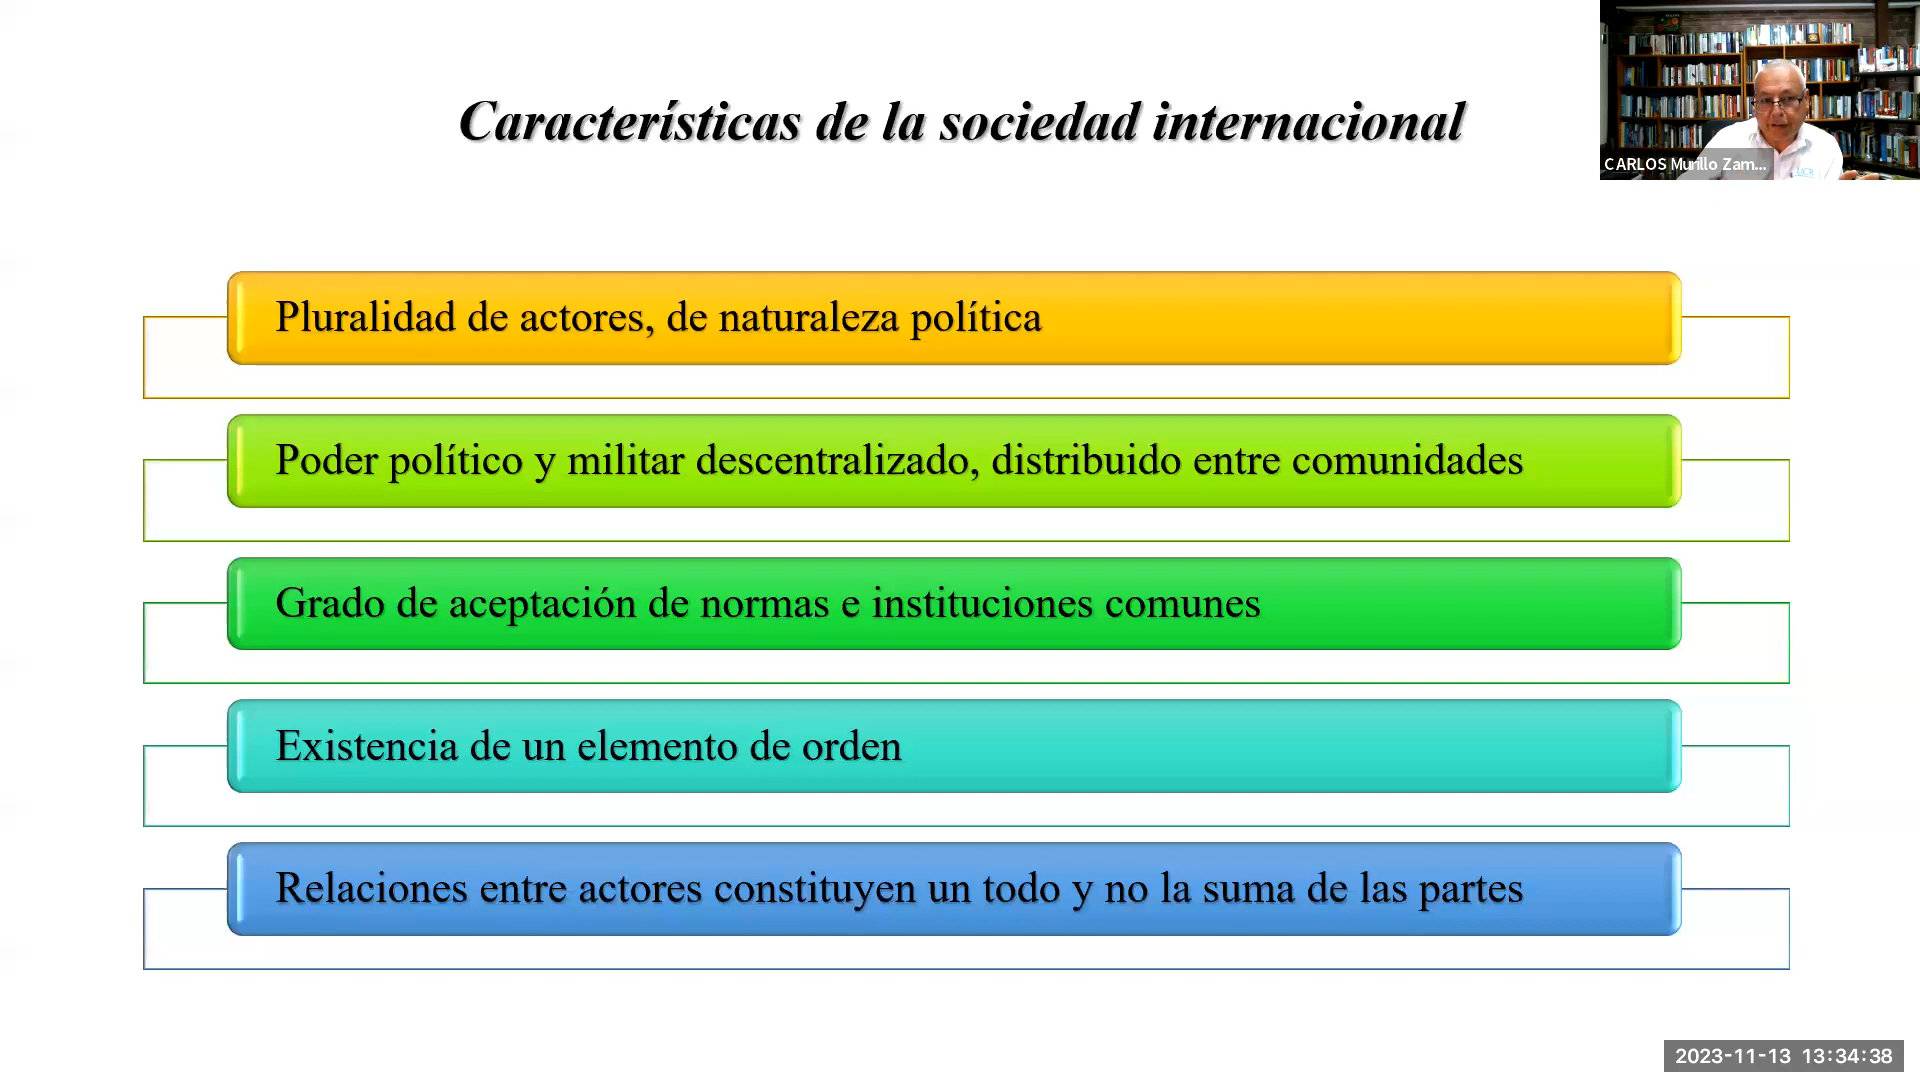 Características de la sociedad internacional
CARLOS Murillo Zam...
UCR
Pluralidad de actores, de naturaleza política
Poder político y militar descentralizado, distribuido entre comunidades
Grado de aceptación de normas e instituciones comunes
Existencia de un elemento de orden
Relaciones entre actores constituyen un todo y no la suma de las partes
2023-11-13 13:34:38